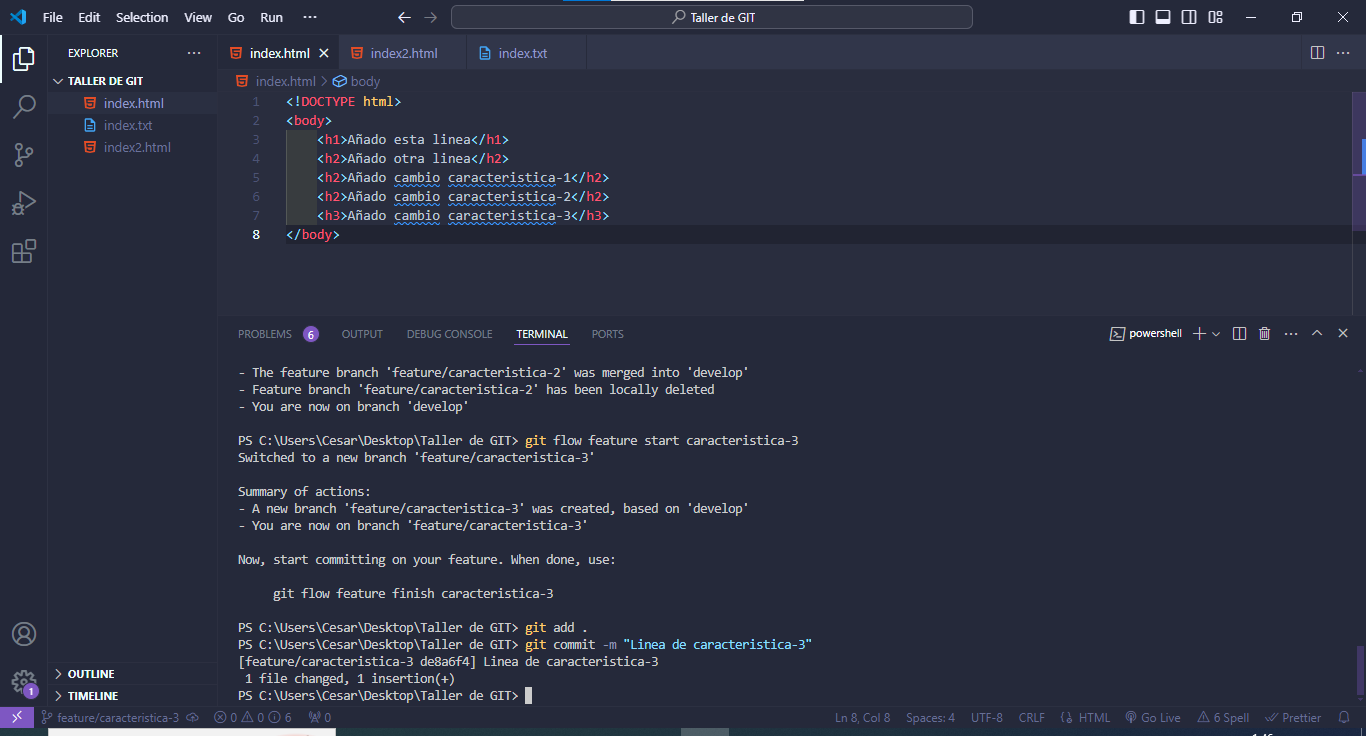 File Edit Selection View Go Run ··· Taller de GIT
EXPLORER ···
TALLER DE GIT
index.html
index.txt
index2.html
OUTLINE
TIMELINE
1
index.html index2.html index.txt
index.html > body
1 <!DOCTYPE html>
2 <body>
3 <h1>Añado esta linea</h1>
4 <h2>Añado otra linea</h2>
5 <h2>Añado cambio caracteristica-1</h2>
6 <h2>Añado cambio caracteristica-2</h2>
7 <h3>Añado cambio caracteristica-3</h3>
8 </body>
PROBLEMS 6 OUTPUT DEBUG CONSOLE TERMINAL PORTS powershell
- The feature branch 'feature/caracteristica-2' was merged into 'develop'
- Feature branch 'feature/caracteristica-2' has been locally deleted
- You are now on branch 'develop'
PS C:\Users\Cesar\Desktop\Taller de GIT> git flow feature start caracteristica-3
Switched to a new branch 'feature/caracteristica-3'
Summary of actions:
- A new branch 'feature/caracteristica-3' was created, based on 'develop'
- You are now on branch 'feature/caracteristica-3'
Now, start committing on your feature. When done, use:
git flow feature finish caracteristica-3
PS C:\Users\Cesar\Desktop\Taller de GIT> git add .
PS C:\Users\Cesar\Desktop\Taller de GIT> git commit -m "Linea de caracteristica-3"
[feature/caracteristica-3 de8a6f4] Linea de caracteristica-3
1 file changed, 1 insertion(+)
PS C:\Users\Cesar\Desktop\Taller de GIT>
feature/caracteristica-3 0 0 6 0 Ln 8, Col 8 Spaces: 4 UTF-8 CRLF HTML Go Live 6 Spell Prettier